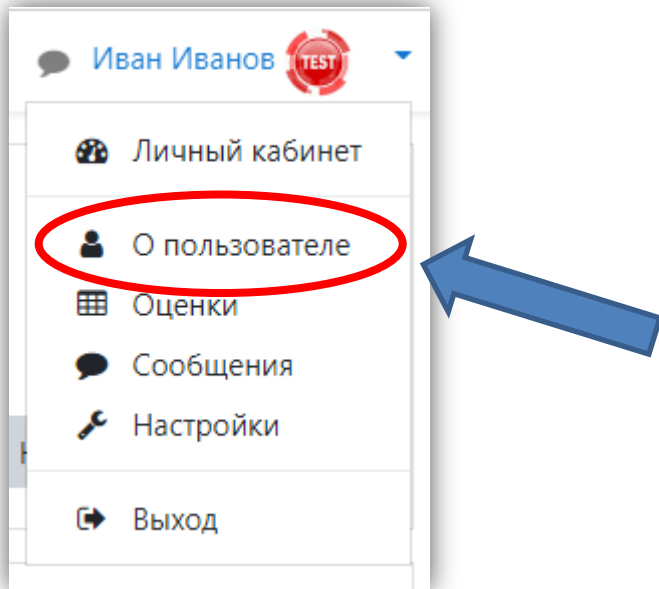 Иван Иванов TEST
Личный кабинет
О пользователе
Оценки
Сообщения
Настройки
Выход